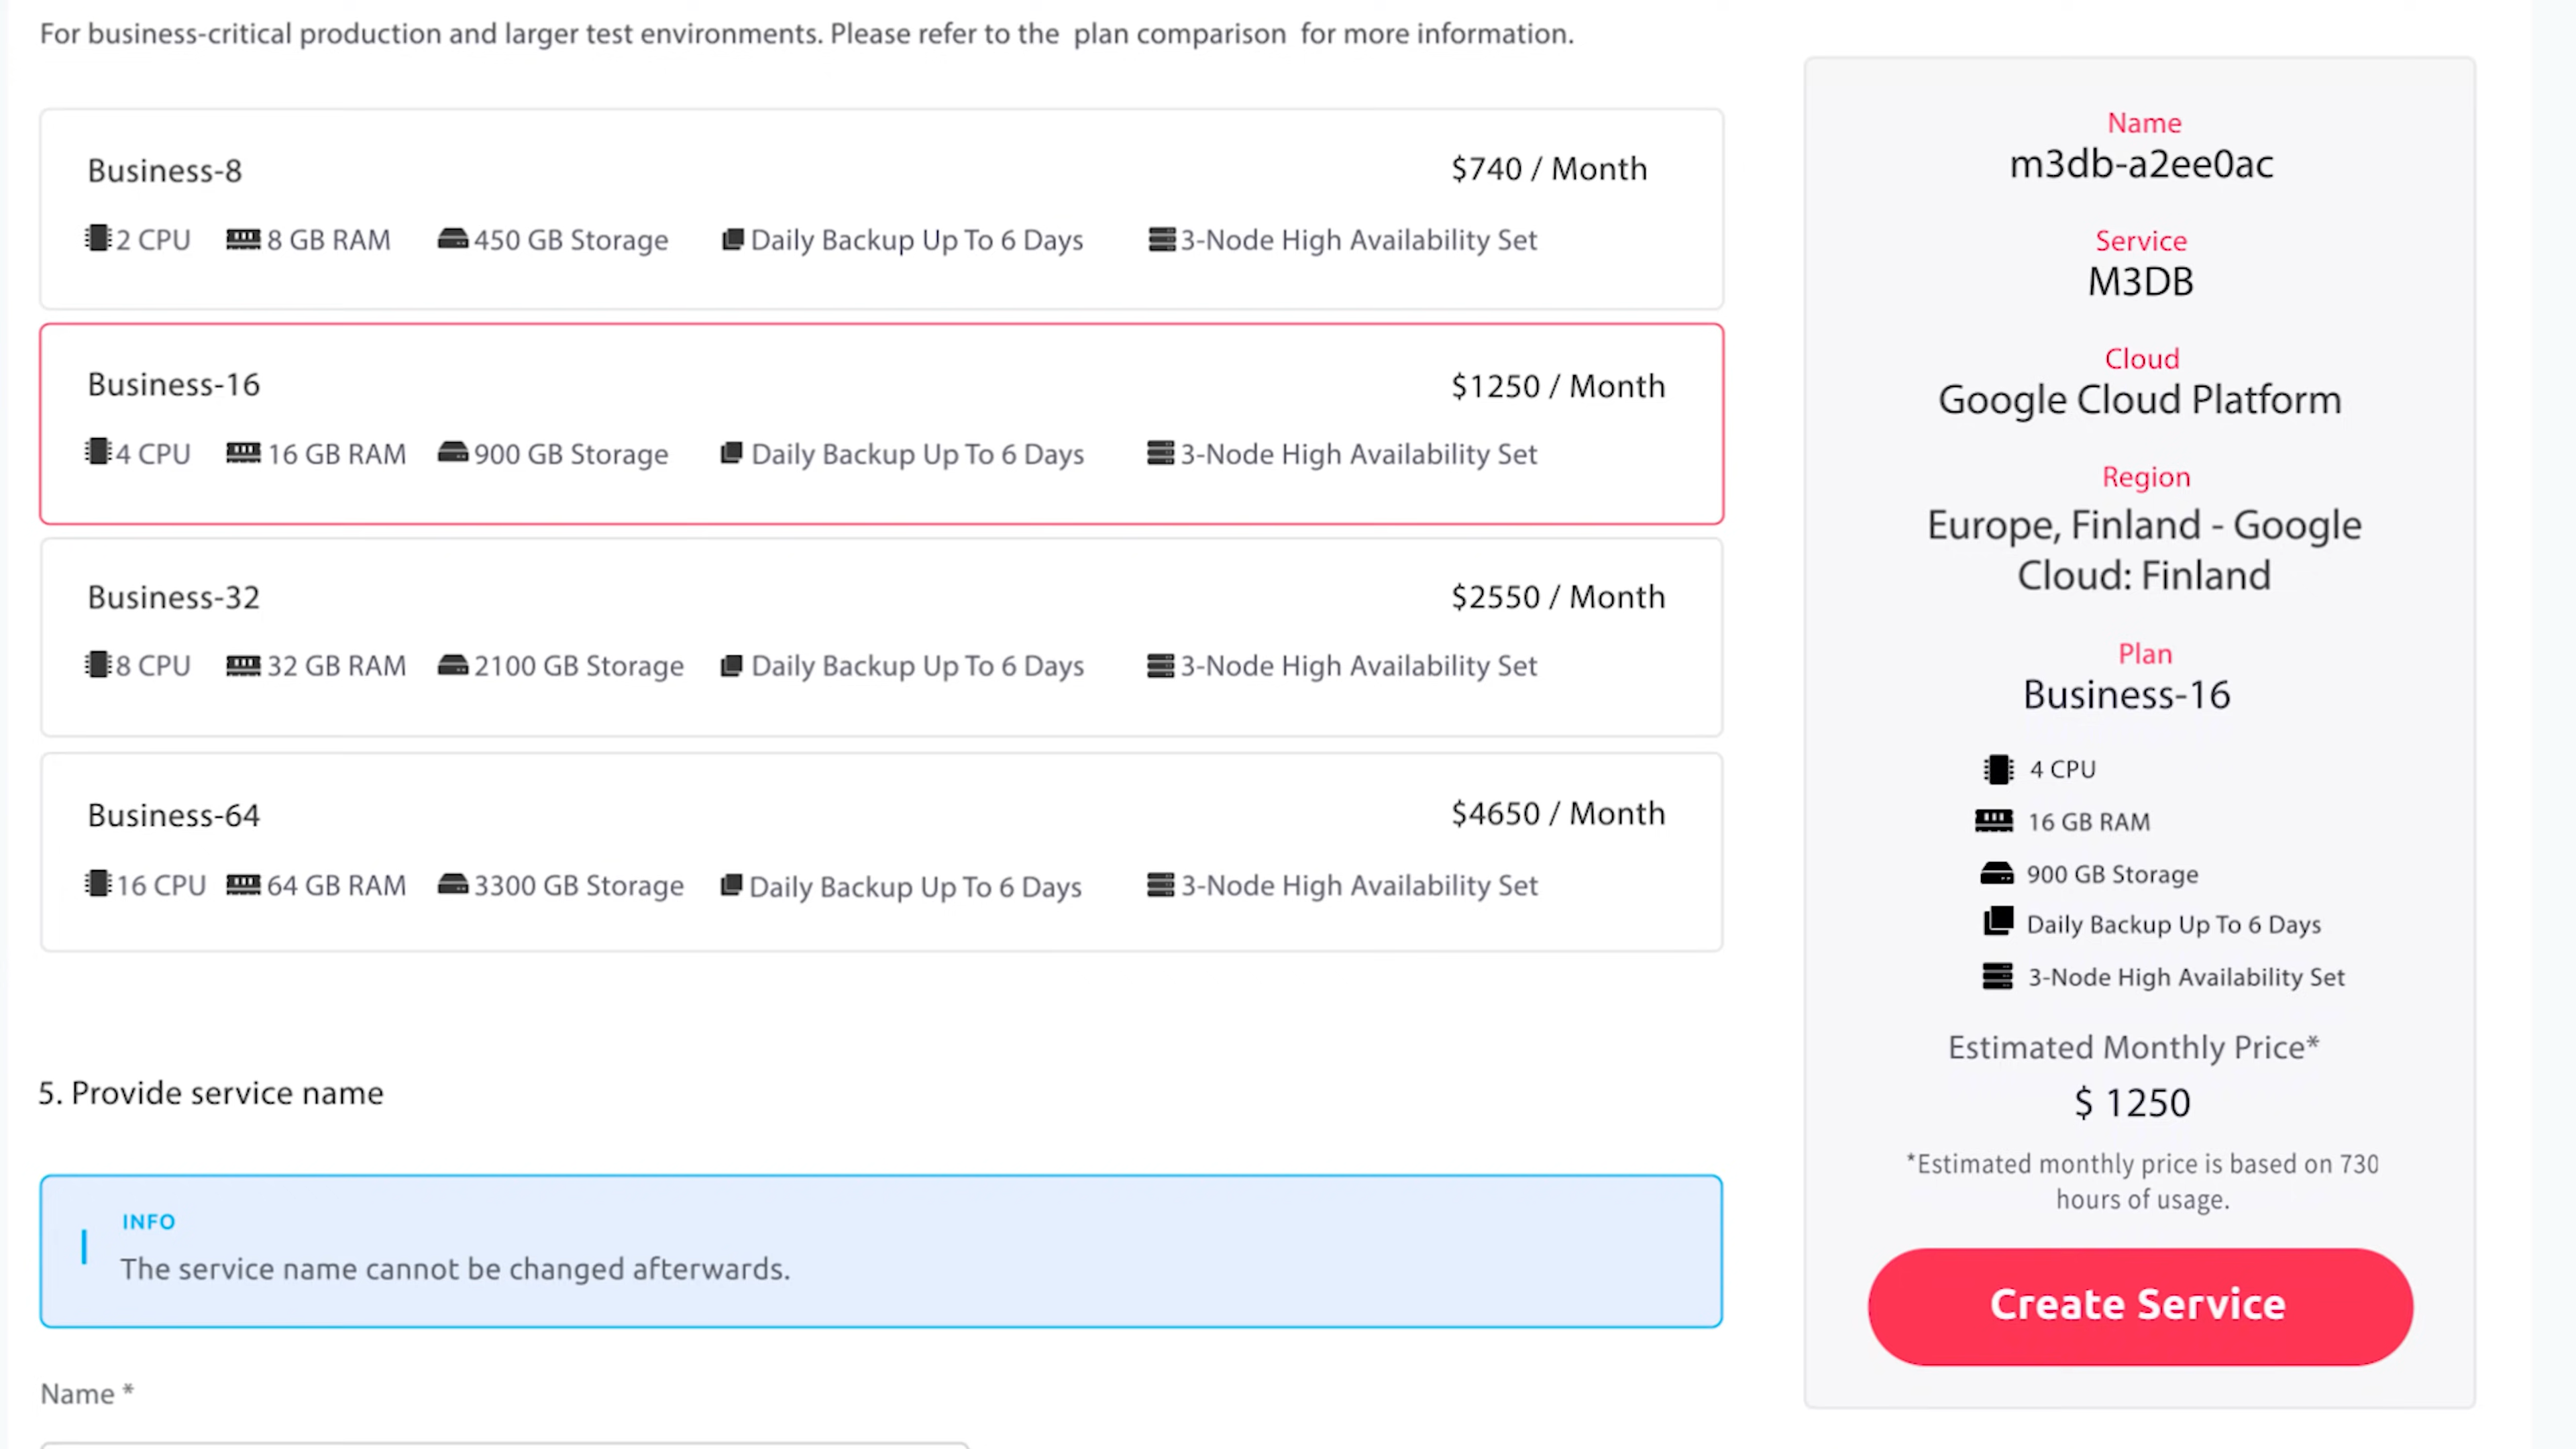 For business-critical production and larger test environments. Please refer to the plan comparison for more information.
Business-8
$740 / Month
2 CPU 8 GB RAM 450 GB Storage Daily Backup Up To 6 Days 3-Node High Availability Set
Business-16
$1250 / Month
4 CPU 16 GB RAM 900 GB Storage Daily Backup Up To 6 Days 3-Node High Availability Set
Business-32
$2550 / Month
8 CPU 32 GB RAM 2100 GB Storage Daily Backup Up To 6 Days 3-Node High Availability Set
Business-64
$4650 / Month
16 CPU 64 GB RAM 3300 GB Storage Daily Backup Up To 6 Days 3-Node High Availability Set
5. Provide service name
INFO
The service name cannot be changed afterwards.
Name *
Name
m3db-a2ee0ac
Service
M3DB
Cloud
Google Cloud Platform
Region
Europe, Finland - Google
Cloud: Finland
Plan
Business-16
4 CPU
16 GB RAM
900 GB Storage
Daily Backup Up To 6 Days
3-Node High Availability Set
Estimated Monthly Price*
$ 1250
*Estimated monthly price is based on 730
hours of usage.
Create Service